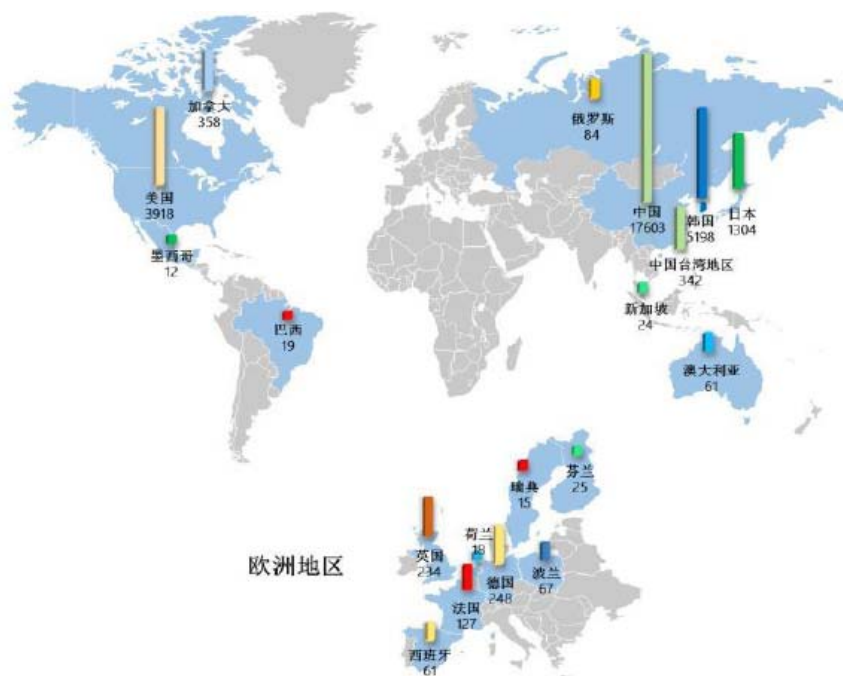 加拿大
358
俄罗斯
84
美国
3918
中国
17603
韩国
5198
日本
1304
墨西哥
12
中国台湾地区
342
新加坡
24
巴西
19
澳大利亚
61
欧洲地区
瑞典
15
芬兰
25
荷兰
18
英国
234
德国
248
波兰
67
法国
127
西班牙
61